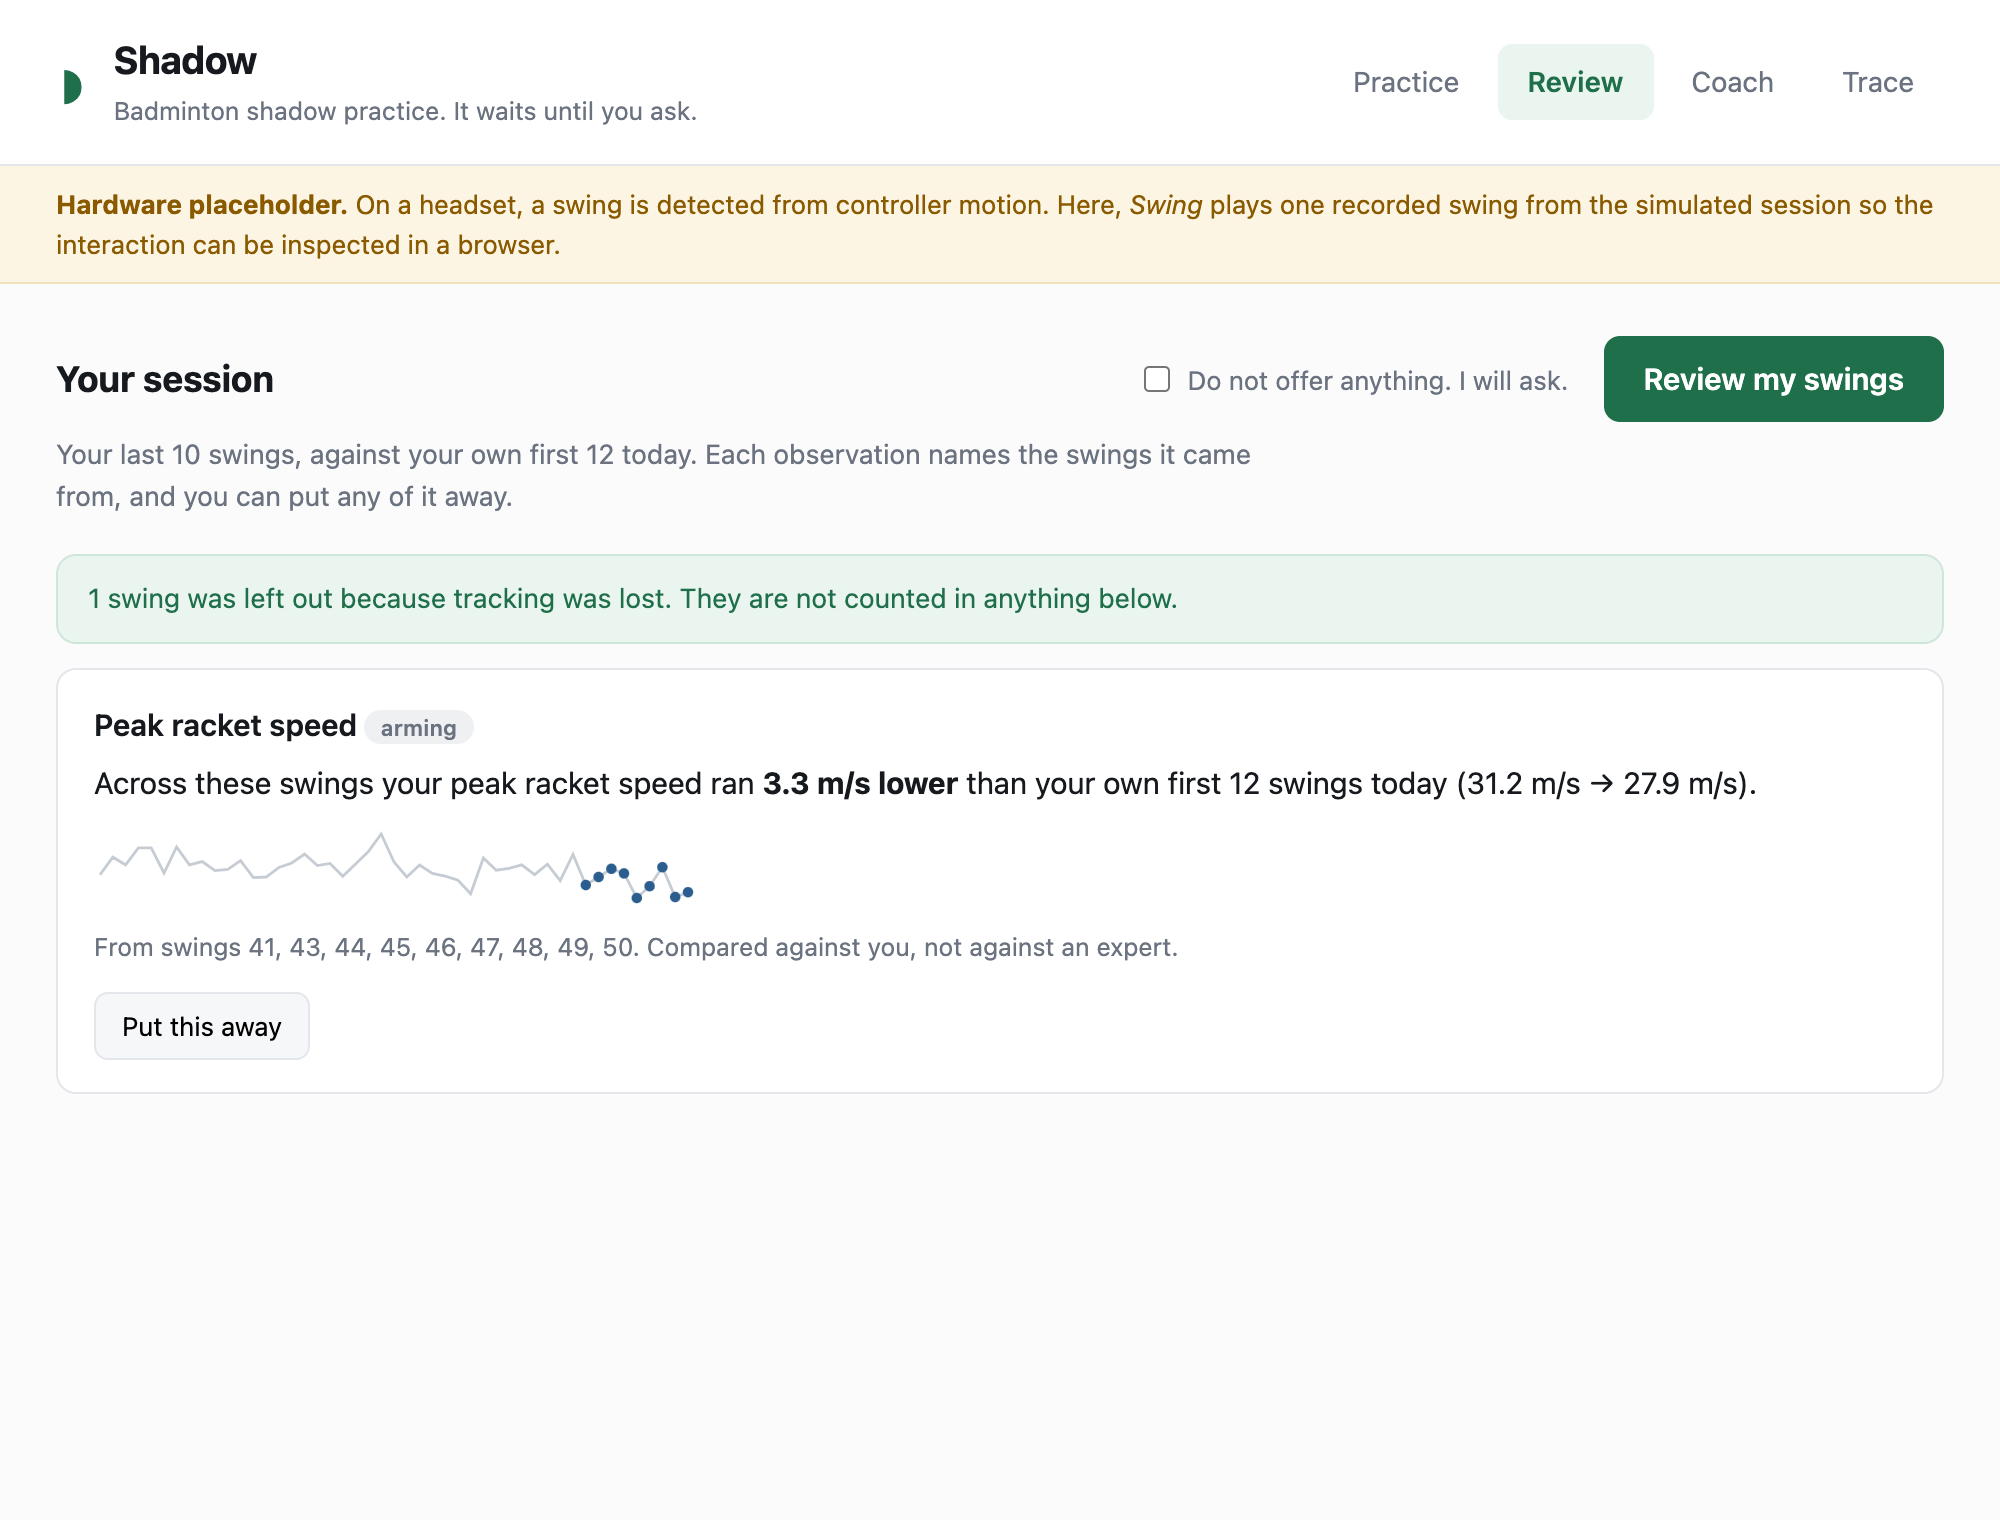 Shadow
Badminton shadow practice. It waits until you ask.
Practice
Review
Coach
Trace
Hardware placeholder. On a headset, a swing is detected from controller motion. Here, Swing plays one recorded swing from the simulated session so the
interaction can be inspected in a browser.
Your session
Do not offer anything. I will ask.
Review my swings
Your last 10 swings, against your own first 12 today. Each observation names the swings it came
from, and you can put any of it away.
1 swing was left out because tracking was lost. They are not counted in anything below.
Peak racket speed arming
Across these swings your peak racket speed ran 3.3 m/s lower than your own first 12 swings today (31.2 m/s → 27.9 m/s).
From swings 41, 43, 44, 45, 46, 47, 48, 49, 50. Compared against you, not against an expert.
Put this away